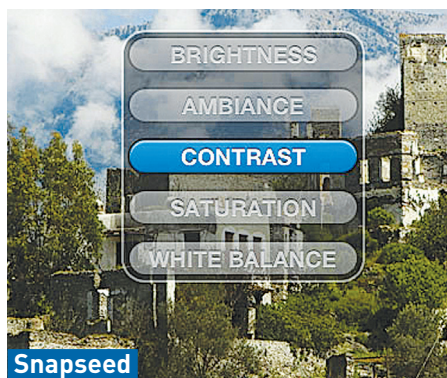 BRIGHTNESS
AMBIANCE
CONTRAST
SATURATION
WHITE BALANCE
Snapseed